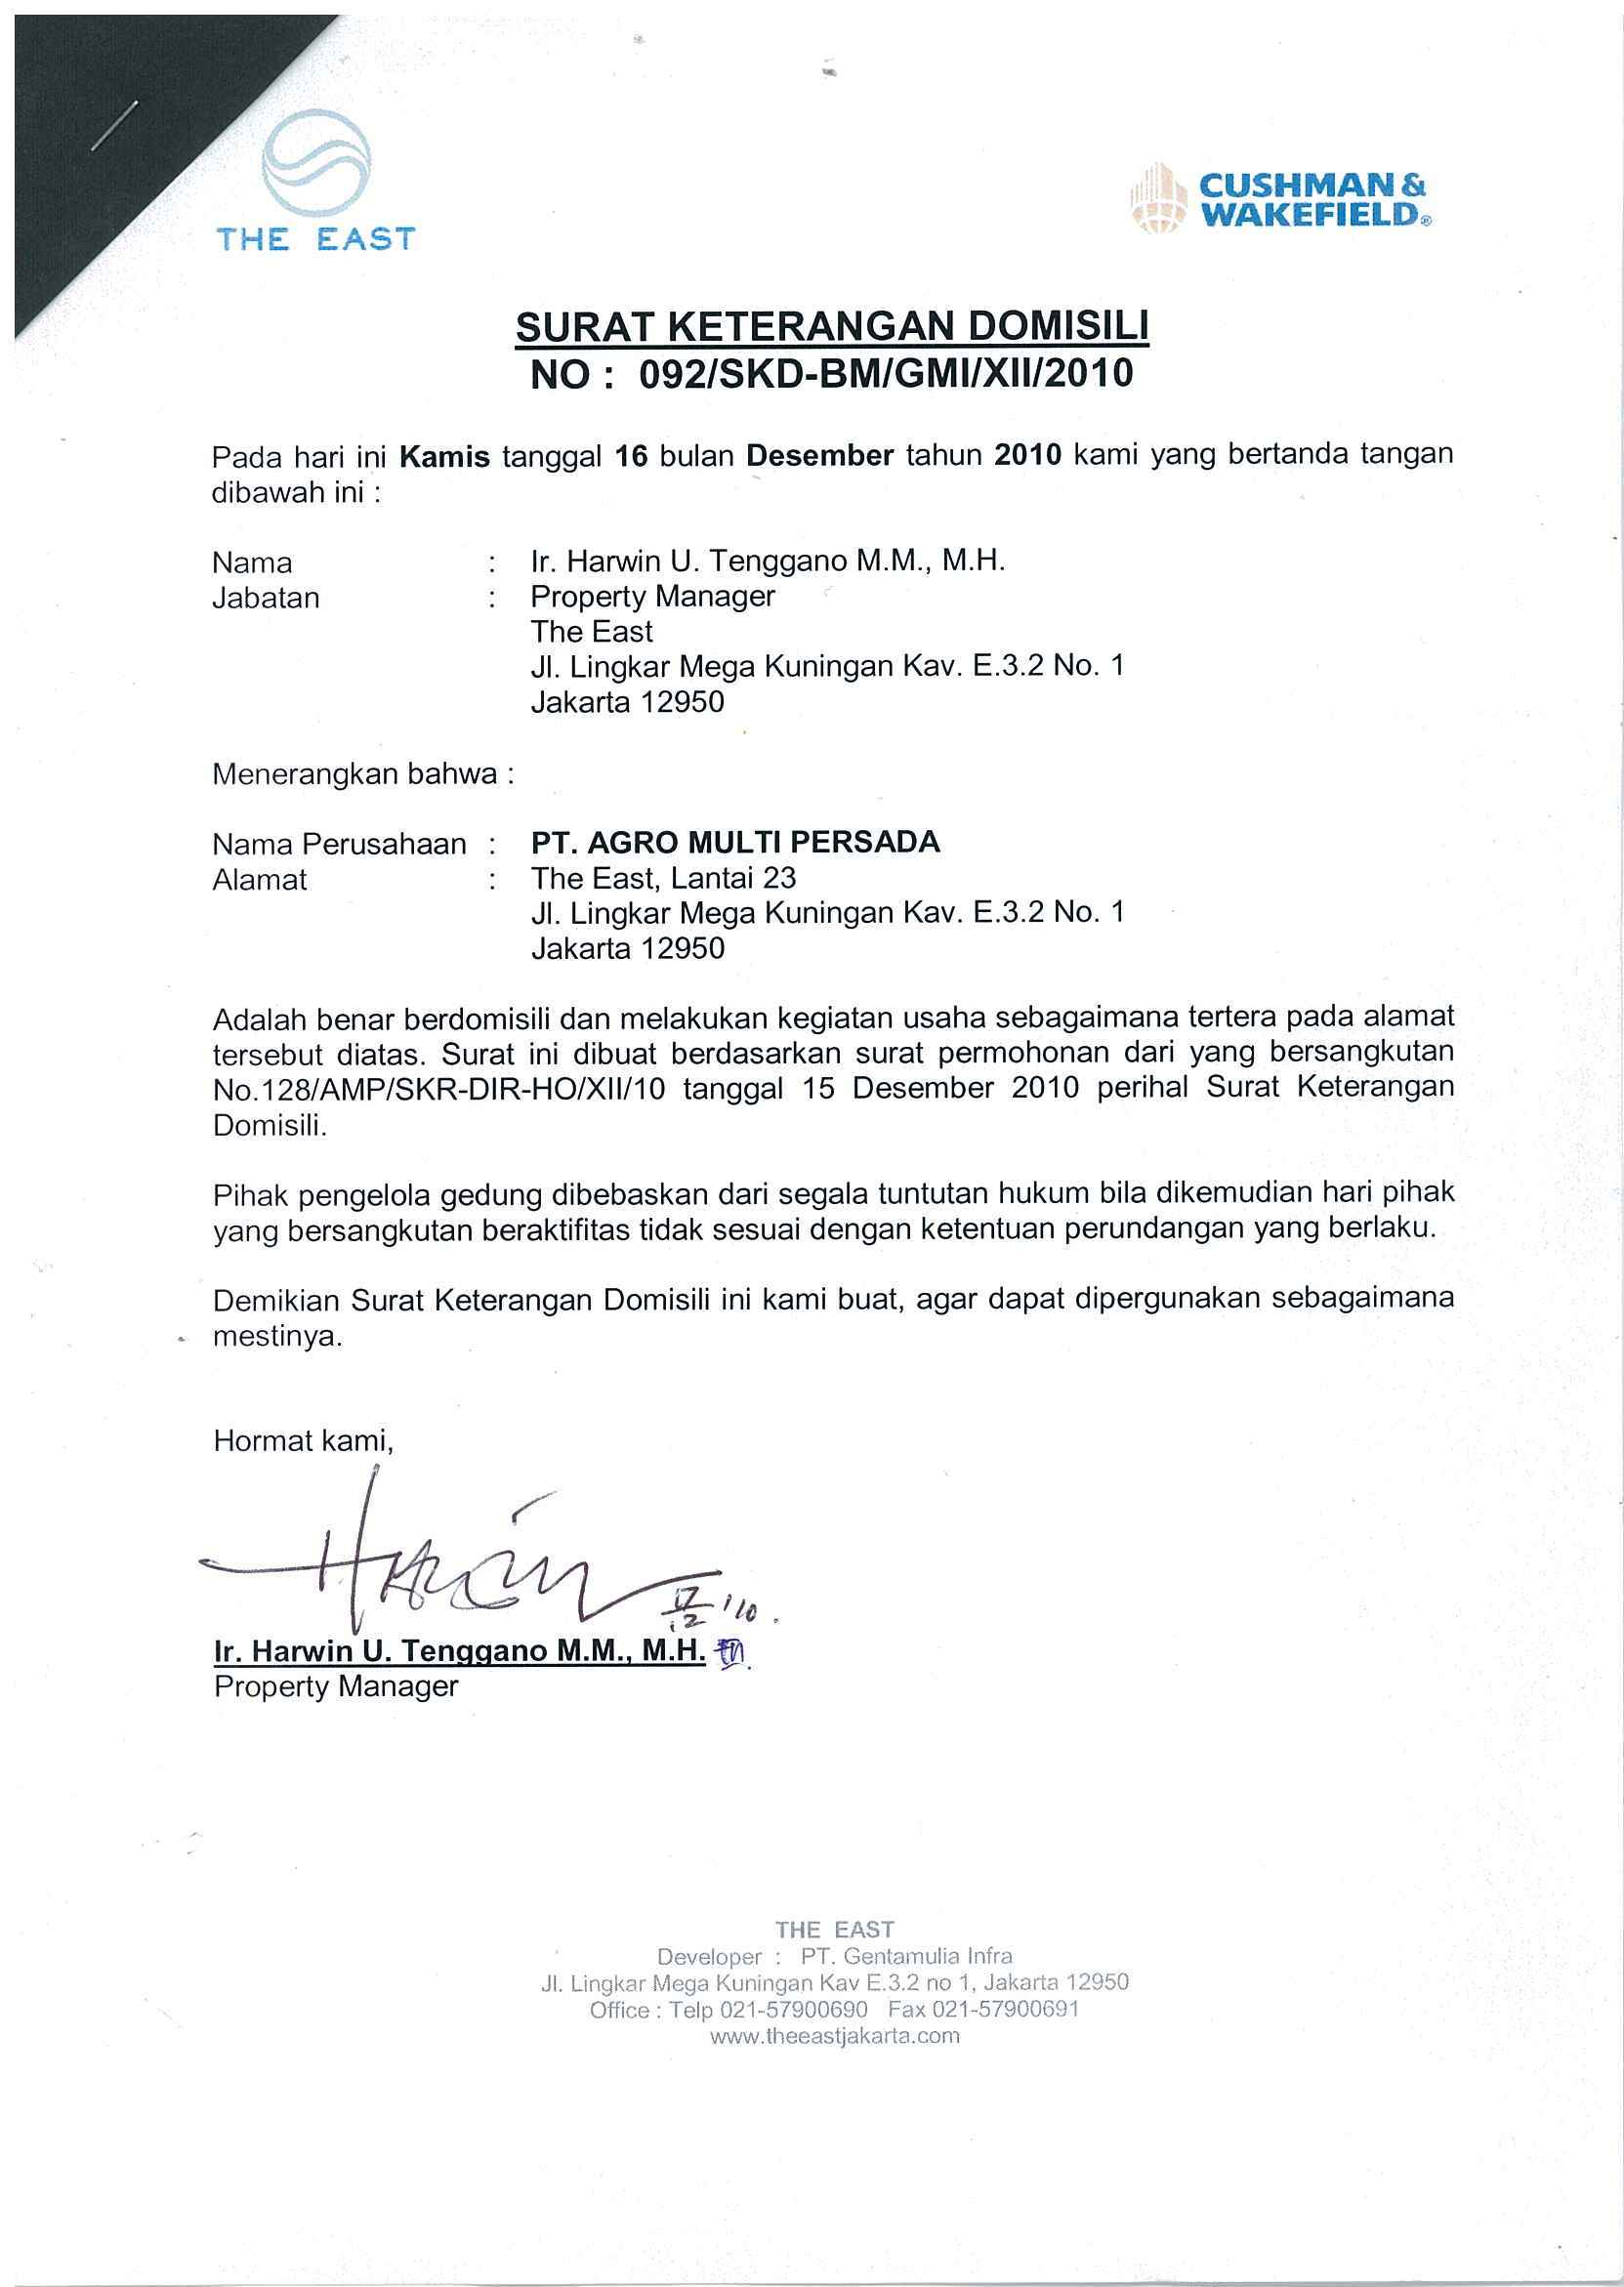 THE EAST
CUSHMAN &
WAKEFIELD®
SURAT KETERANGAN DOMISILI
NO : 092/SKD-BM/GMI/XII/2010
Pada hari ini Kamis tanggal 16 bulan Desember tahun 2010 kami yang bertanda tangan
dibawah ini :
Nama : Ir. Harwin U. Tenggano M.M., M.H.
Jabatan : Property Manager
The East
Jl. Lingkar Mega Kuningan Kav. E.3.2 No. 1
Jakarta 12950
Menerangkan bahwa :
Nama Perusahaan : PT. AGRO MULTI PERSADA
Alamat : The East, Lantai 23
Jl. Lingkar Mega Kuningan Kav. E.3.2 No. 1
Jakarta 12950
Adalah benar berdomisili dan melakukan kegiatan usaha sebagaimana tertera pada alamat
tersebut diatas. Surat ini dibuat berdasarkan surat permohonan dari yang bersangkutan
No.128/AMP/SKR-DIR-HO/XII/10 tanggal 15 Desember 2010 perihal Surat Keterangan
Domisili.
Pihak pengelola gedung dibebaskan dari segala tuntutan hukum bila dikemudian hari pihak
yang bersangkutan beraktifitas tidak sesuai dengan ketentuan perundangan yang berlaku.
Demikian Surat Keterangan Domisili ini kami buat, agar dapat dipergunakan sebagaimana
mestinya.
Hormat kami,
17/12 '10.
Ir. Harwin U. Tenggano M.M., M.H.
Property Manager
THE EAST
Developer : PT. Gentamulia Infra
Jl. Lingkar Mega Kuningan Kav E.3.2 no 1, Jakarta 12950
Office : Telp 021-57900690 Fax 021-57900691
www.theeastjakarta.com